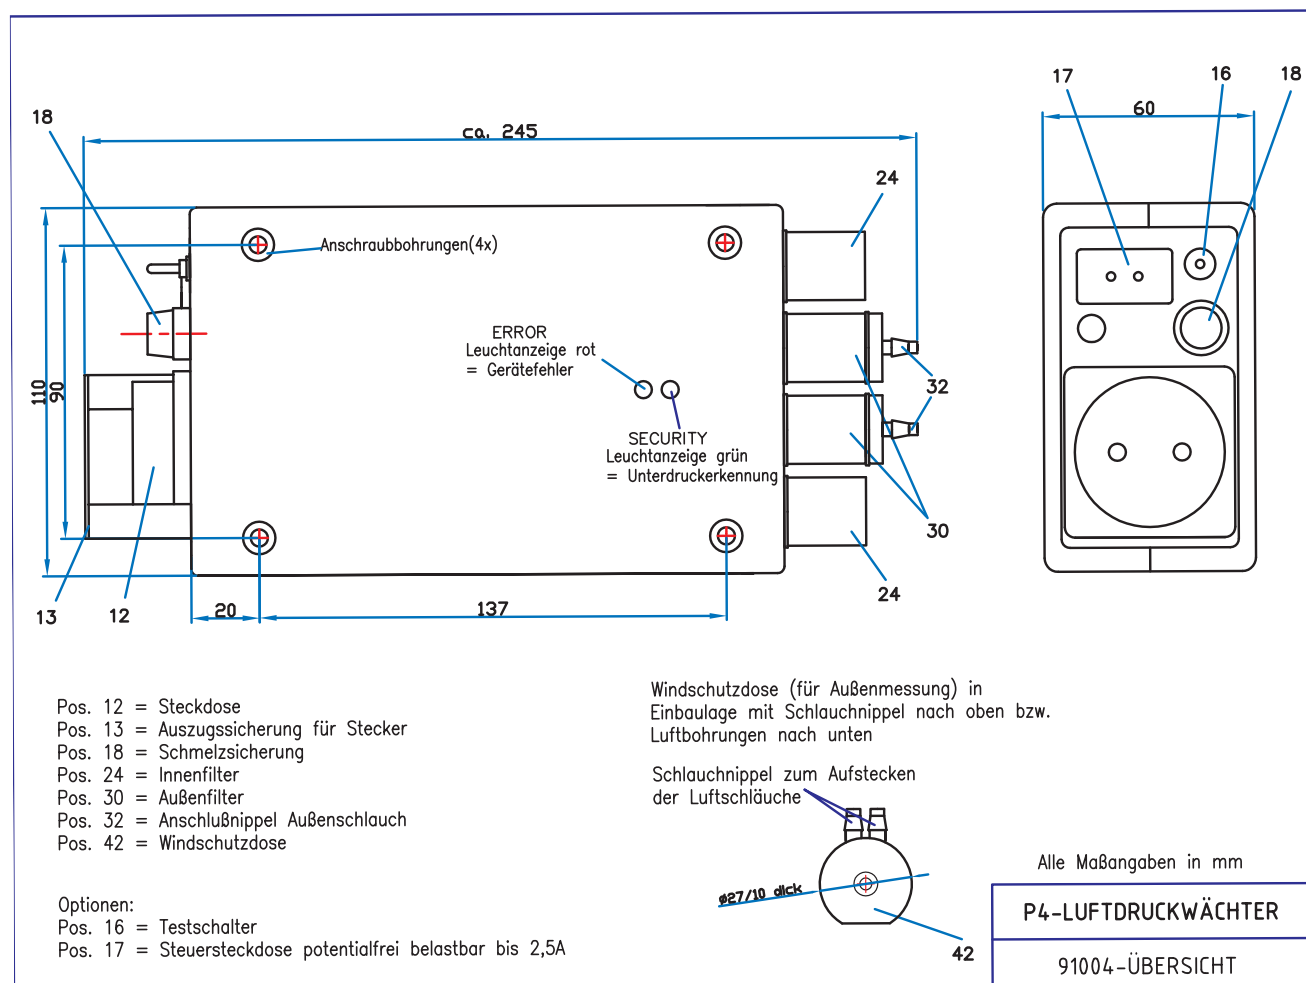 17
16
18
60
18
ca. 245
24
Anschraubbohrungen(4x)
ERROR
Leuchtanzeige rot
= Gerätefehler
32
110
90
SECURITY
Leuchtanzeige grün
= Unterdruckerkennung
30
24
13
12
20
137
Pos. 12 = Steckdose
Pos. 13 = Auszugssicherung für Stecker
Pos. 18 = Schmelzsicherung
Pos. 24 = Innenfilter
Pos. 30 = Außenfilter
Pos. 32 = Anschlußnippel Außenschlauch
Pos. 42 = Windschutzdose
Optionen:
Pos. 16 = Testschalter
Pos. 17 = Steuersteckdose potentialfrei belastbar bis 2,5A
Windschutzdose (für Außenmessung) in
Einbaulage mit Schlauchnippel nach oben bzw.
Luftbohrungen nach unten
Schlauchnippel zum Aufstecken
der Luftschläuche
ø27/10 dick
42
Alle Maßangaben in mm
P4-LUFTDRUCKWÄCHTER
91004-ÜBERSICHT